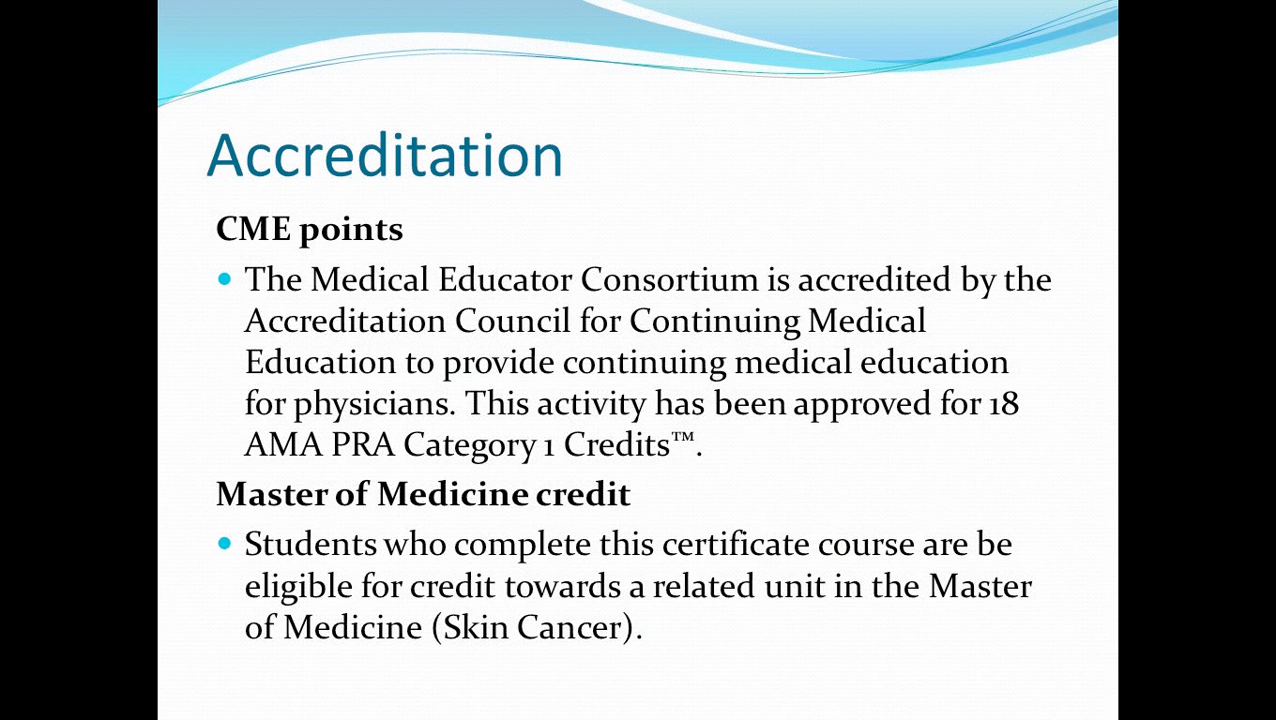 Accreditation
CME points
• The Medical Educator Consortium is accredited by the
Accreditation Council for Continuing Medical
Education to provide continuing medical education
for physicians. This activity has been approved for 18
AMA PRA Category 1 Credits™.
Master of Medicine credit
• Students who complete this certificate course are be
eligible for credit towards a related unit in the Master
of Medicine (Skin Cancer).